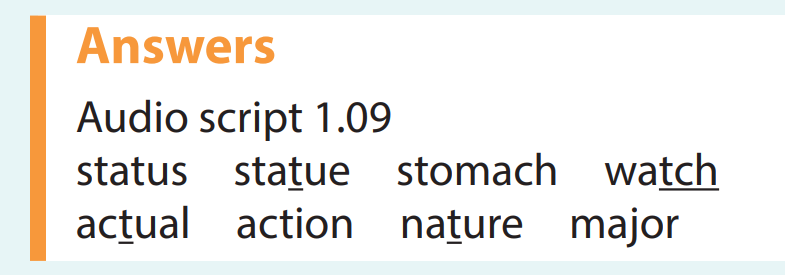 Answers
Audio script 1.09
status statue stomach watch
actual action nature major